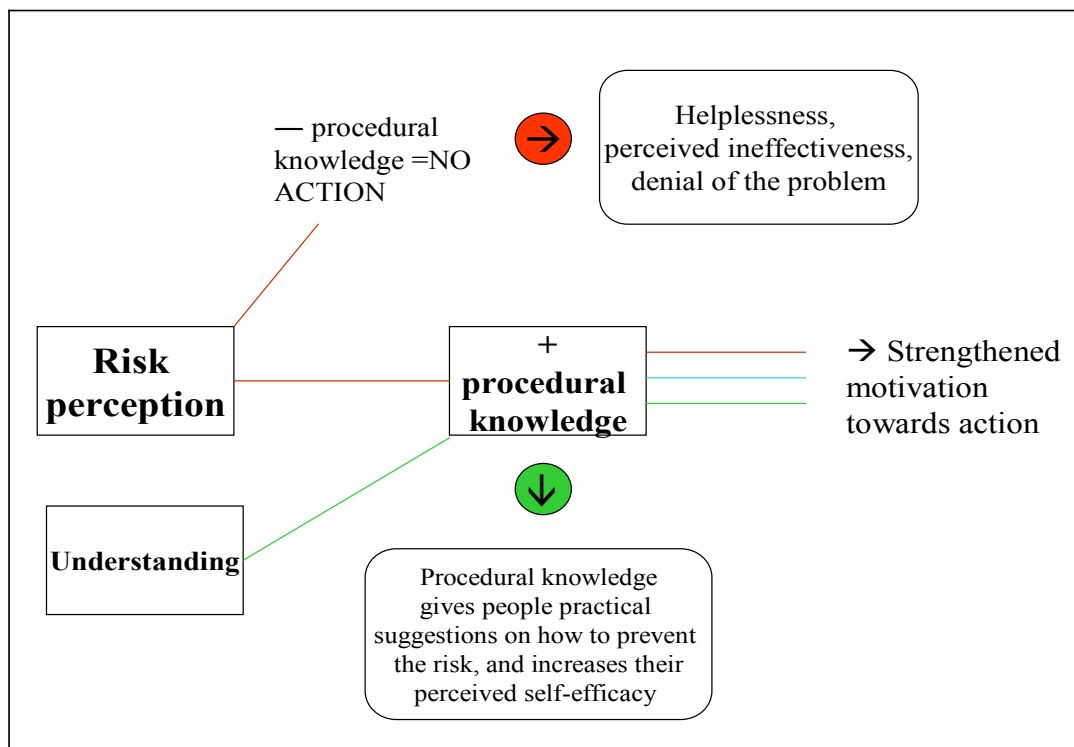 — procedural
knowledge =NO
ACTION
→
Helplessness,
perceived ineffectiveness,
denial of the problem
Risk
perception
+
procedural
knowledge
→ Strengthened
motivation
towards action
↓
Understanding
Procedural knowledge
gives people practical
suggestions on how to prevent
the risk, and increases their
perceived self-efficacy